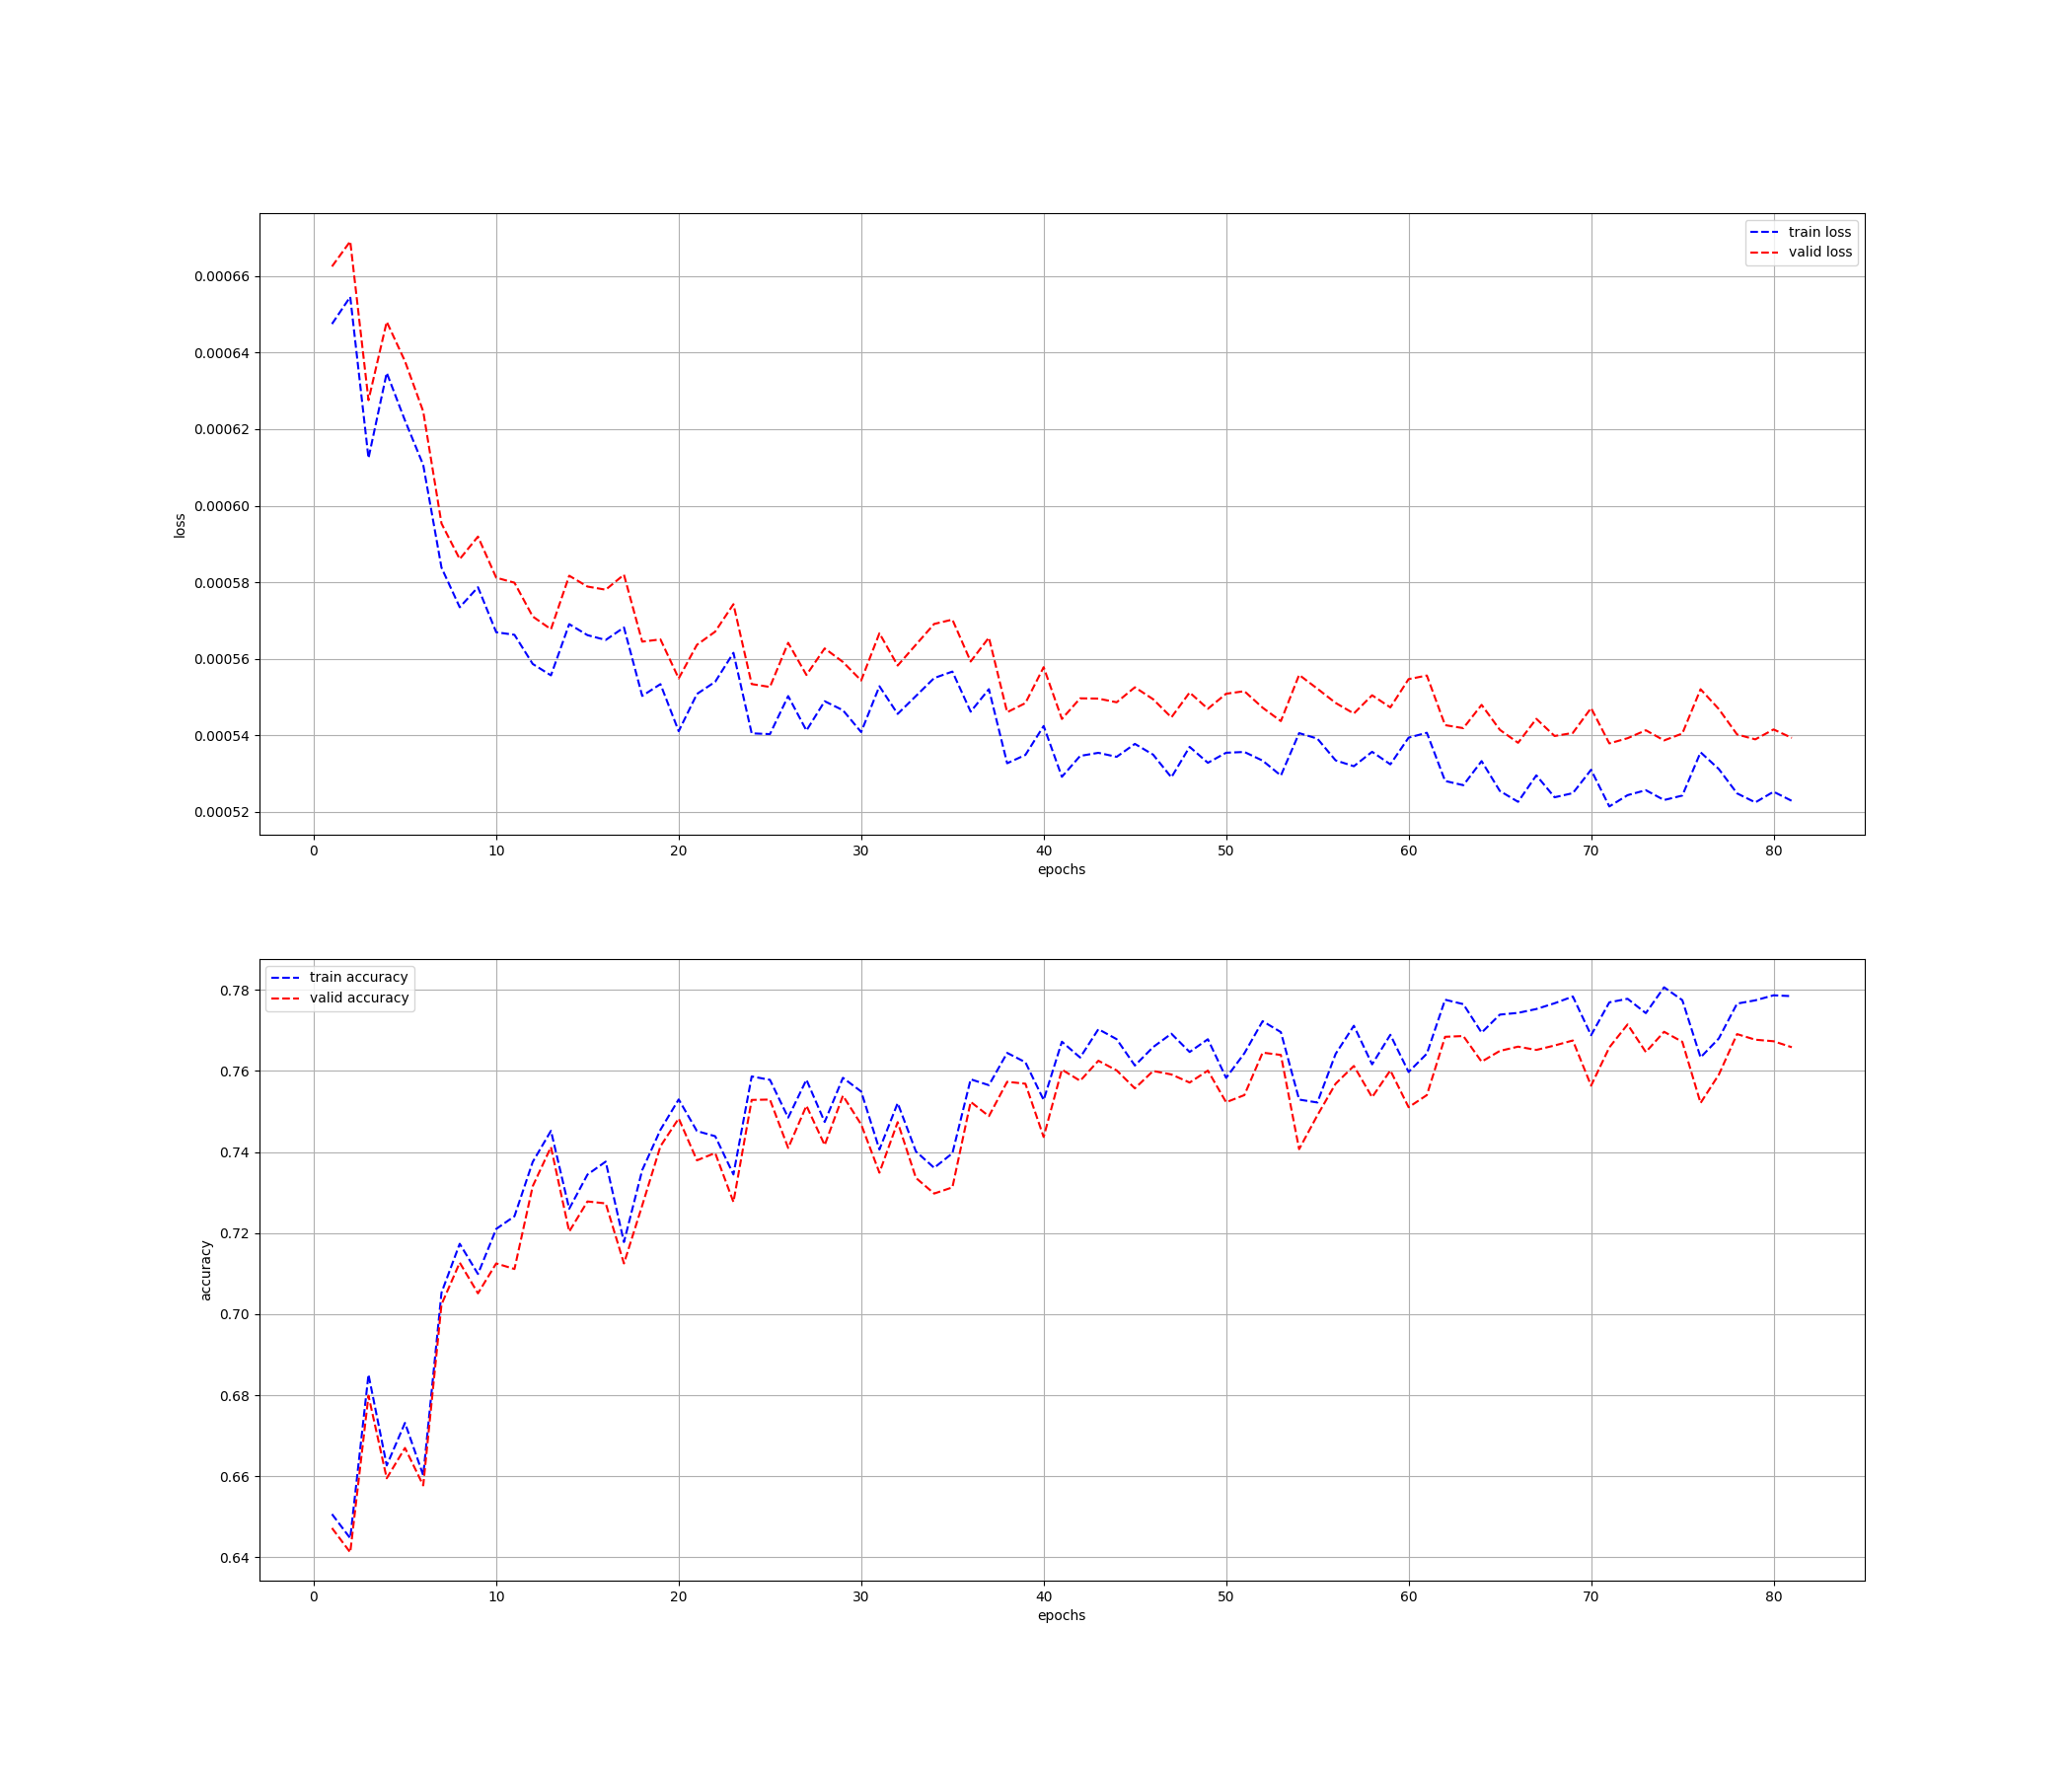 train loss
valid loss
0.00066
0.00064
0.00062
0.00060
0.00058
0.00056
0.00054
0.00052
loss
0 10 20 30 40 50 60 70 80
epochs
train accuracy
valid accuracy
0.78
0.76
0.74
0.72
0.70
0.68
0.66
0.64
accuracy
0 10 20 30 40 50 60 70 80
epochs